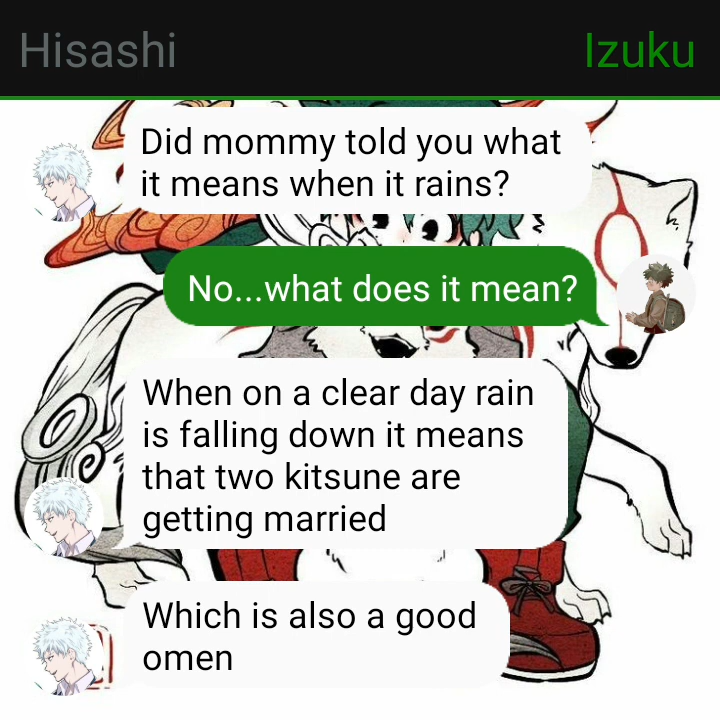 Hisashi
Izuku
Did mommy told you what
it means when it rains?
No...what does it mean?
When on a clear day rain
is falling down it means
that two kitsune are
getting married
Which is also a good
omen